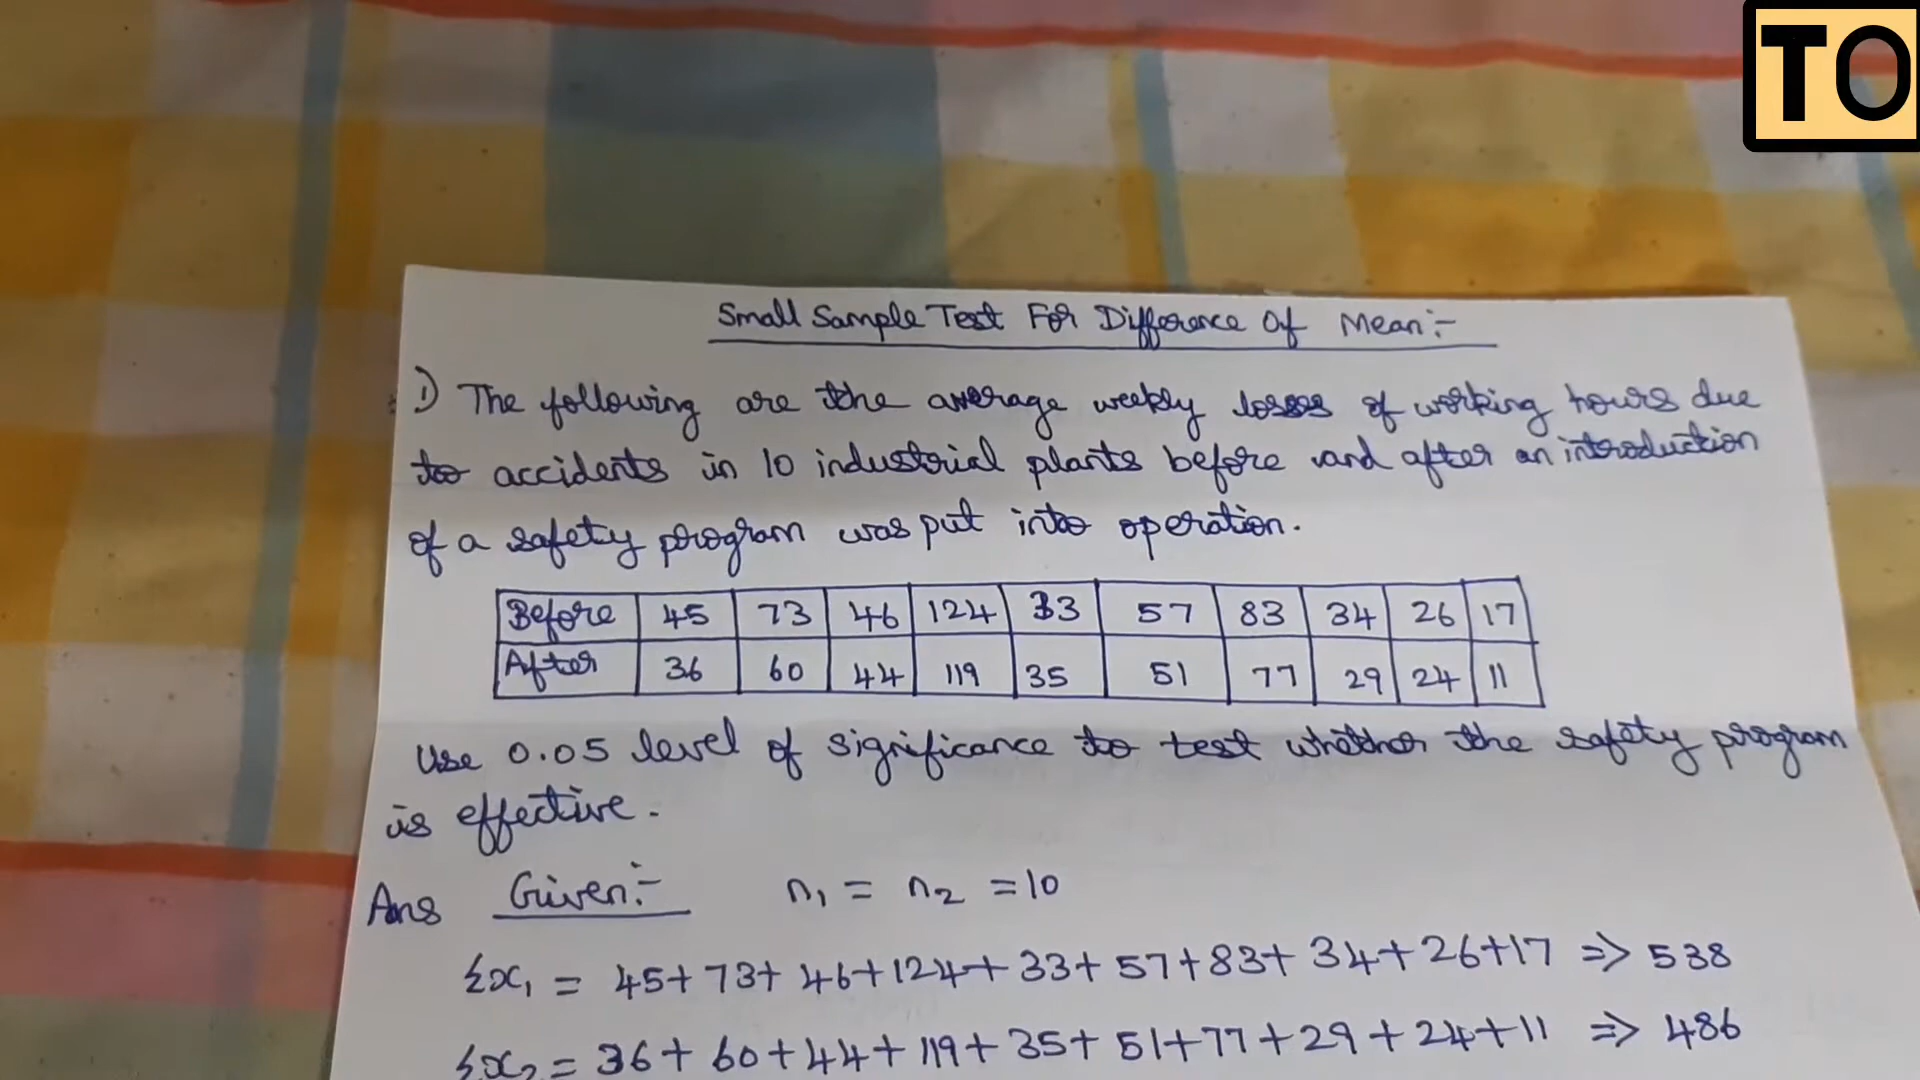 TO
Small Sample Test For Difference Of Mean:-
1) The following are the average weekly losses of working hours due
to accidents in 10 industrial plants before and after an introduction
of a safety program was put into operation.
Before 45 73 46 124 33 57 83 34 26 17
After 36 60 44 119 35 51 77 29 24 11
Use 0.05 level of significance to test whether the safety program
is effective.
Ans Given:- n₁ = n₂ = 10
Σx₁ = 45+73+46+124+33+57+83+34+26+17 => 538
Σx₂ = 36+60+44+119+35+51+77+29+24+11 => 486